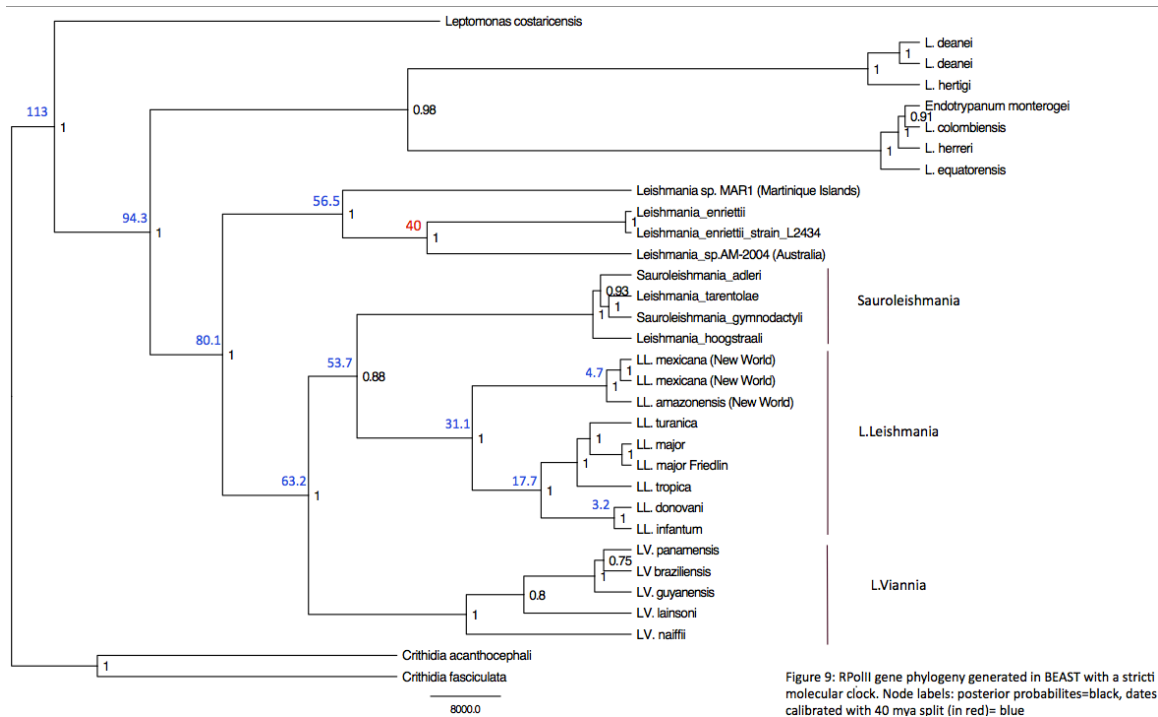 Leptomonas costaricensis
L. deanei
1
L. deanei
1
L. hertigi
113
1
0.98
Endotrypanum monterogei
0.91
L. colombiensis
1
1
L. herreri
L. equatorensis
56.5
Leishmania sp. MAR1 (Martinique Islands)
1
94.3
1
40
Leishmania_enriettii
1
Leishmania_enriettii_strain_L2434
1
Leishmania_sp.AM-2004 (Australia)
Sauroleishmania_adleri
0.93
Leishmania_tarentolae
1
1
Sauroleishmania_gymnodactyli
Leishmania_hoogstraali
Sauroleishmania
80.1
1
53.7
0.88
4.7
LL. mexicana (New World)
1
LL. mexicana (New World)
1
LL. amazonensis (New World)
31.1
1
LL. turanica
1
LL. major
1
LL. major Friedlin
1
LL. tropica
L.Leishmania
63.2
1
17.7
1
3.2
LL. donovani
1
LL. infantum
LV. panamensis
0.75
LV braziliensis
1
LV. guyanensis
0.8
LV. lainsoni
1
LV. naiffii
L.Viannia
Crithidia acanthocephali
1
Crithidia fasciculata
8000.0
Figure 9: RPolII gene phylogeny generated in BEAST with a stricti
molecular clock. Node labels: posterior probabilites=black, dates
calibrated with 40 mya split (in red)= blue